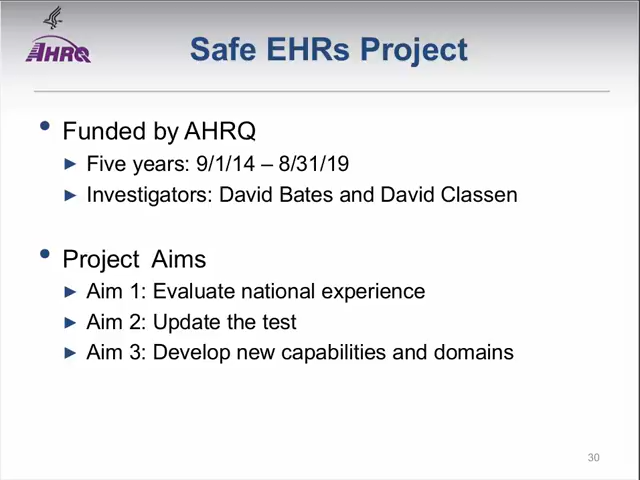 AHRQ
Safe EHRs Project
• Funded by AHRQ
► Five years: 9/1/14 – 8/31/19
► Investigators: David Bates and David Classen
• Project Aims
► Aim 1: Evaluate national experience
► Aim 2: Update the test
► Aim 3: Develop new capabilities and domains
30